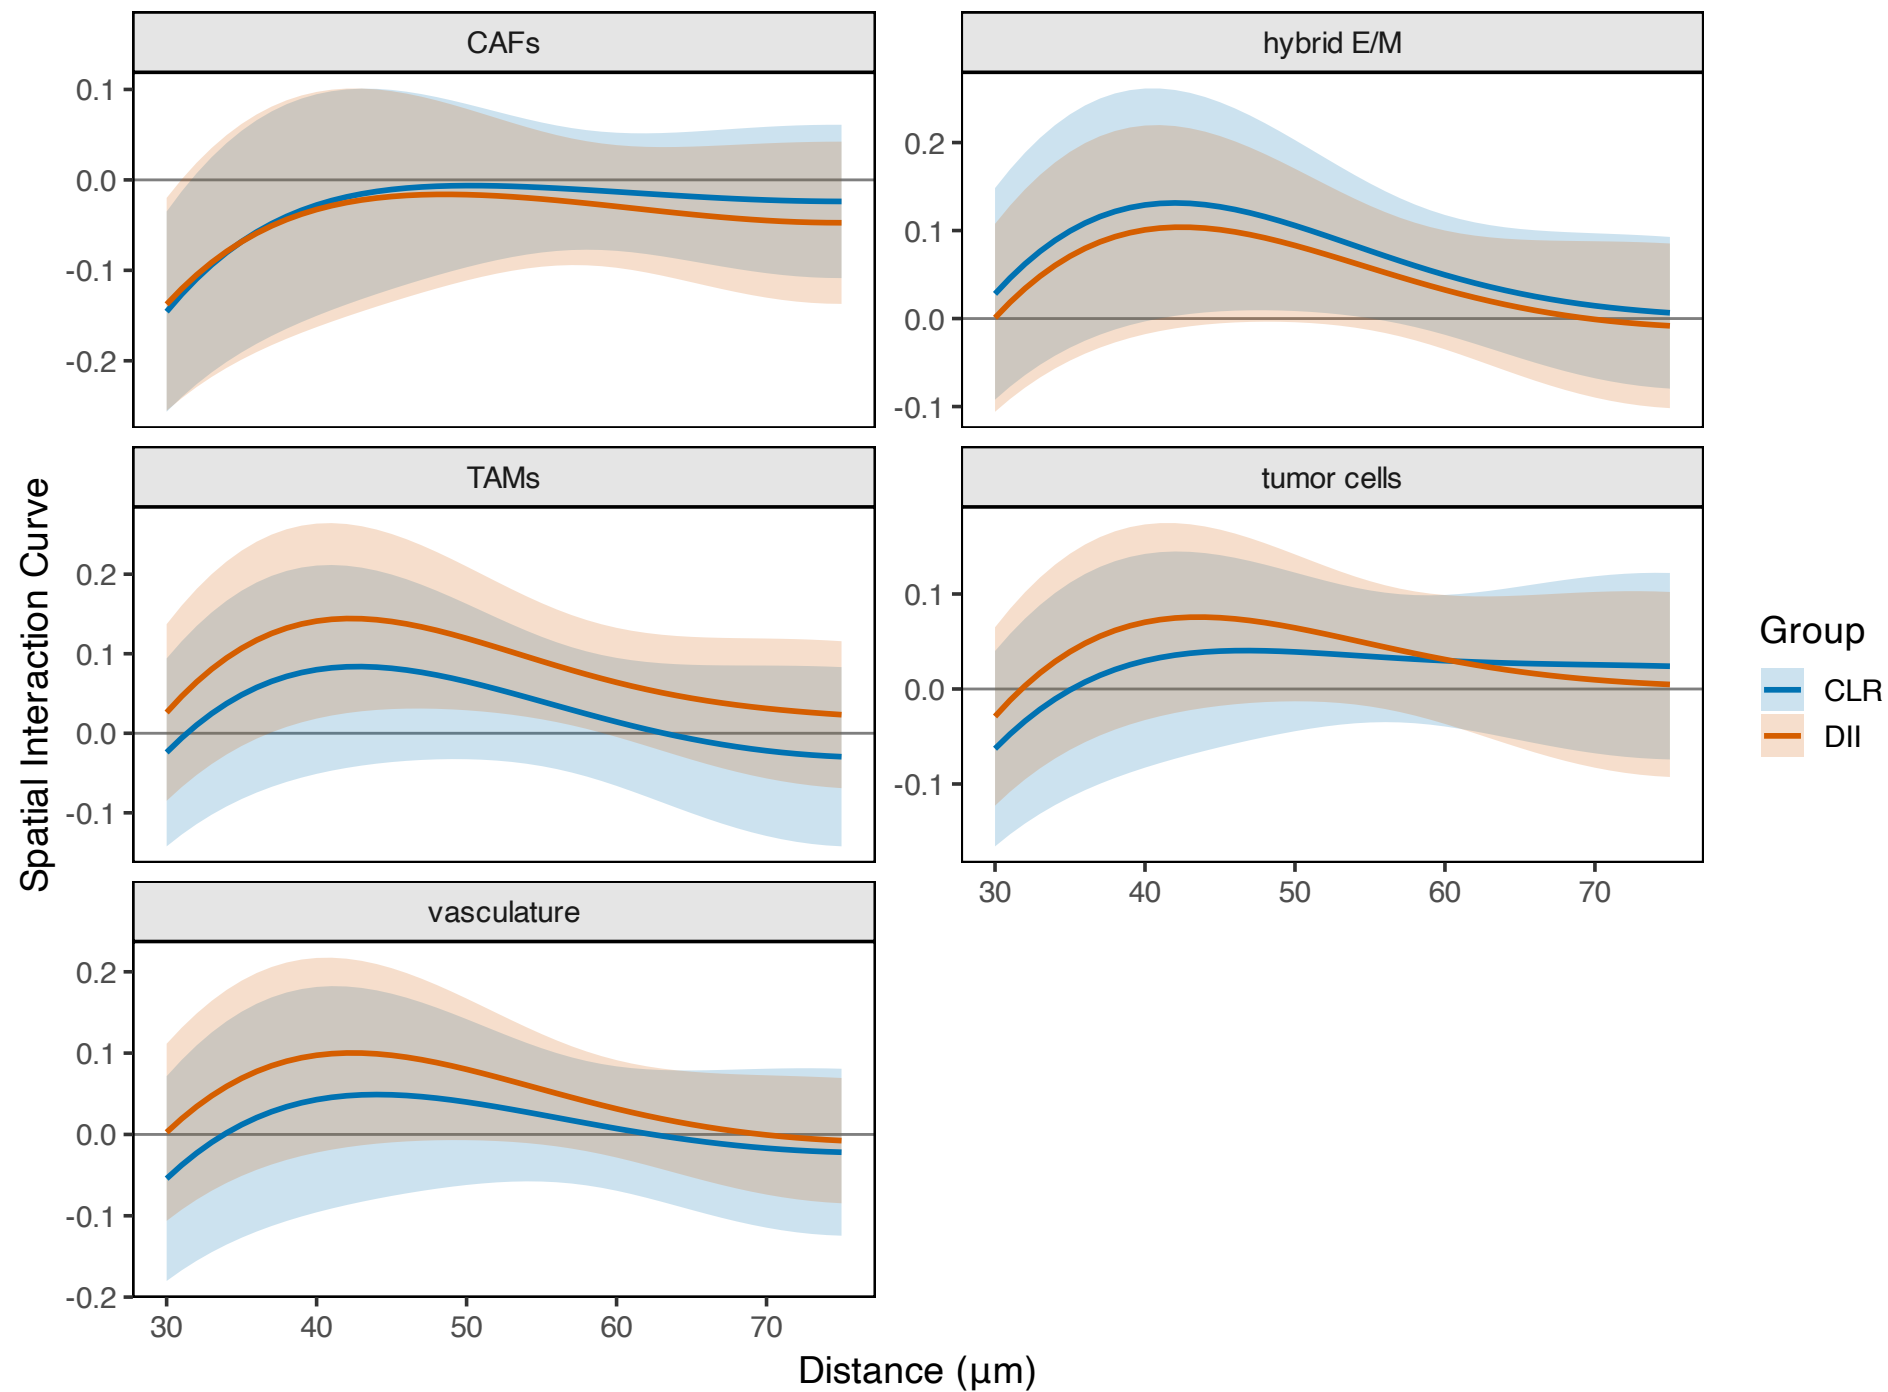 CAFs
0.1
0.0
-0.1
-0.2
hybrid E/M
0.2
0.1
0.0
-0.1
TAMs
0.2
0.1
0.0
-0.1
tumor cells
0.1
0.0
-0.1
30 40 50 60 70
vasculature
0.2
0.1
0.0
-0.1
-0.2
30 40 50 60 70
Spatial Interaction Curve
Distance (µm)
Group
CLR
DII